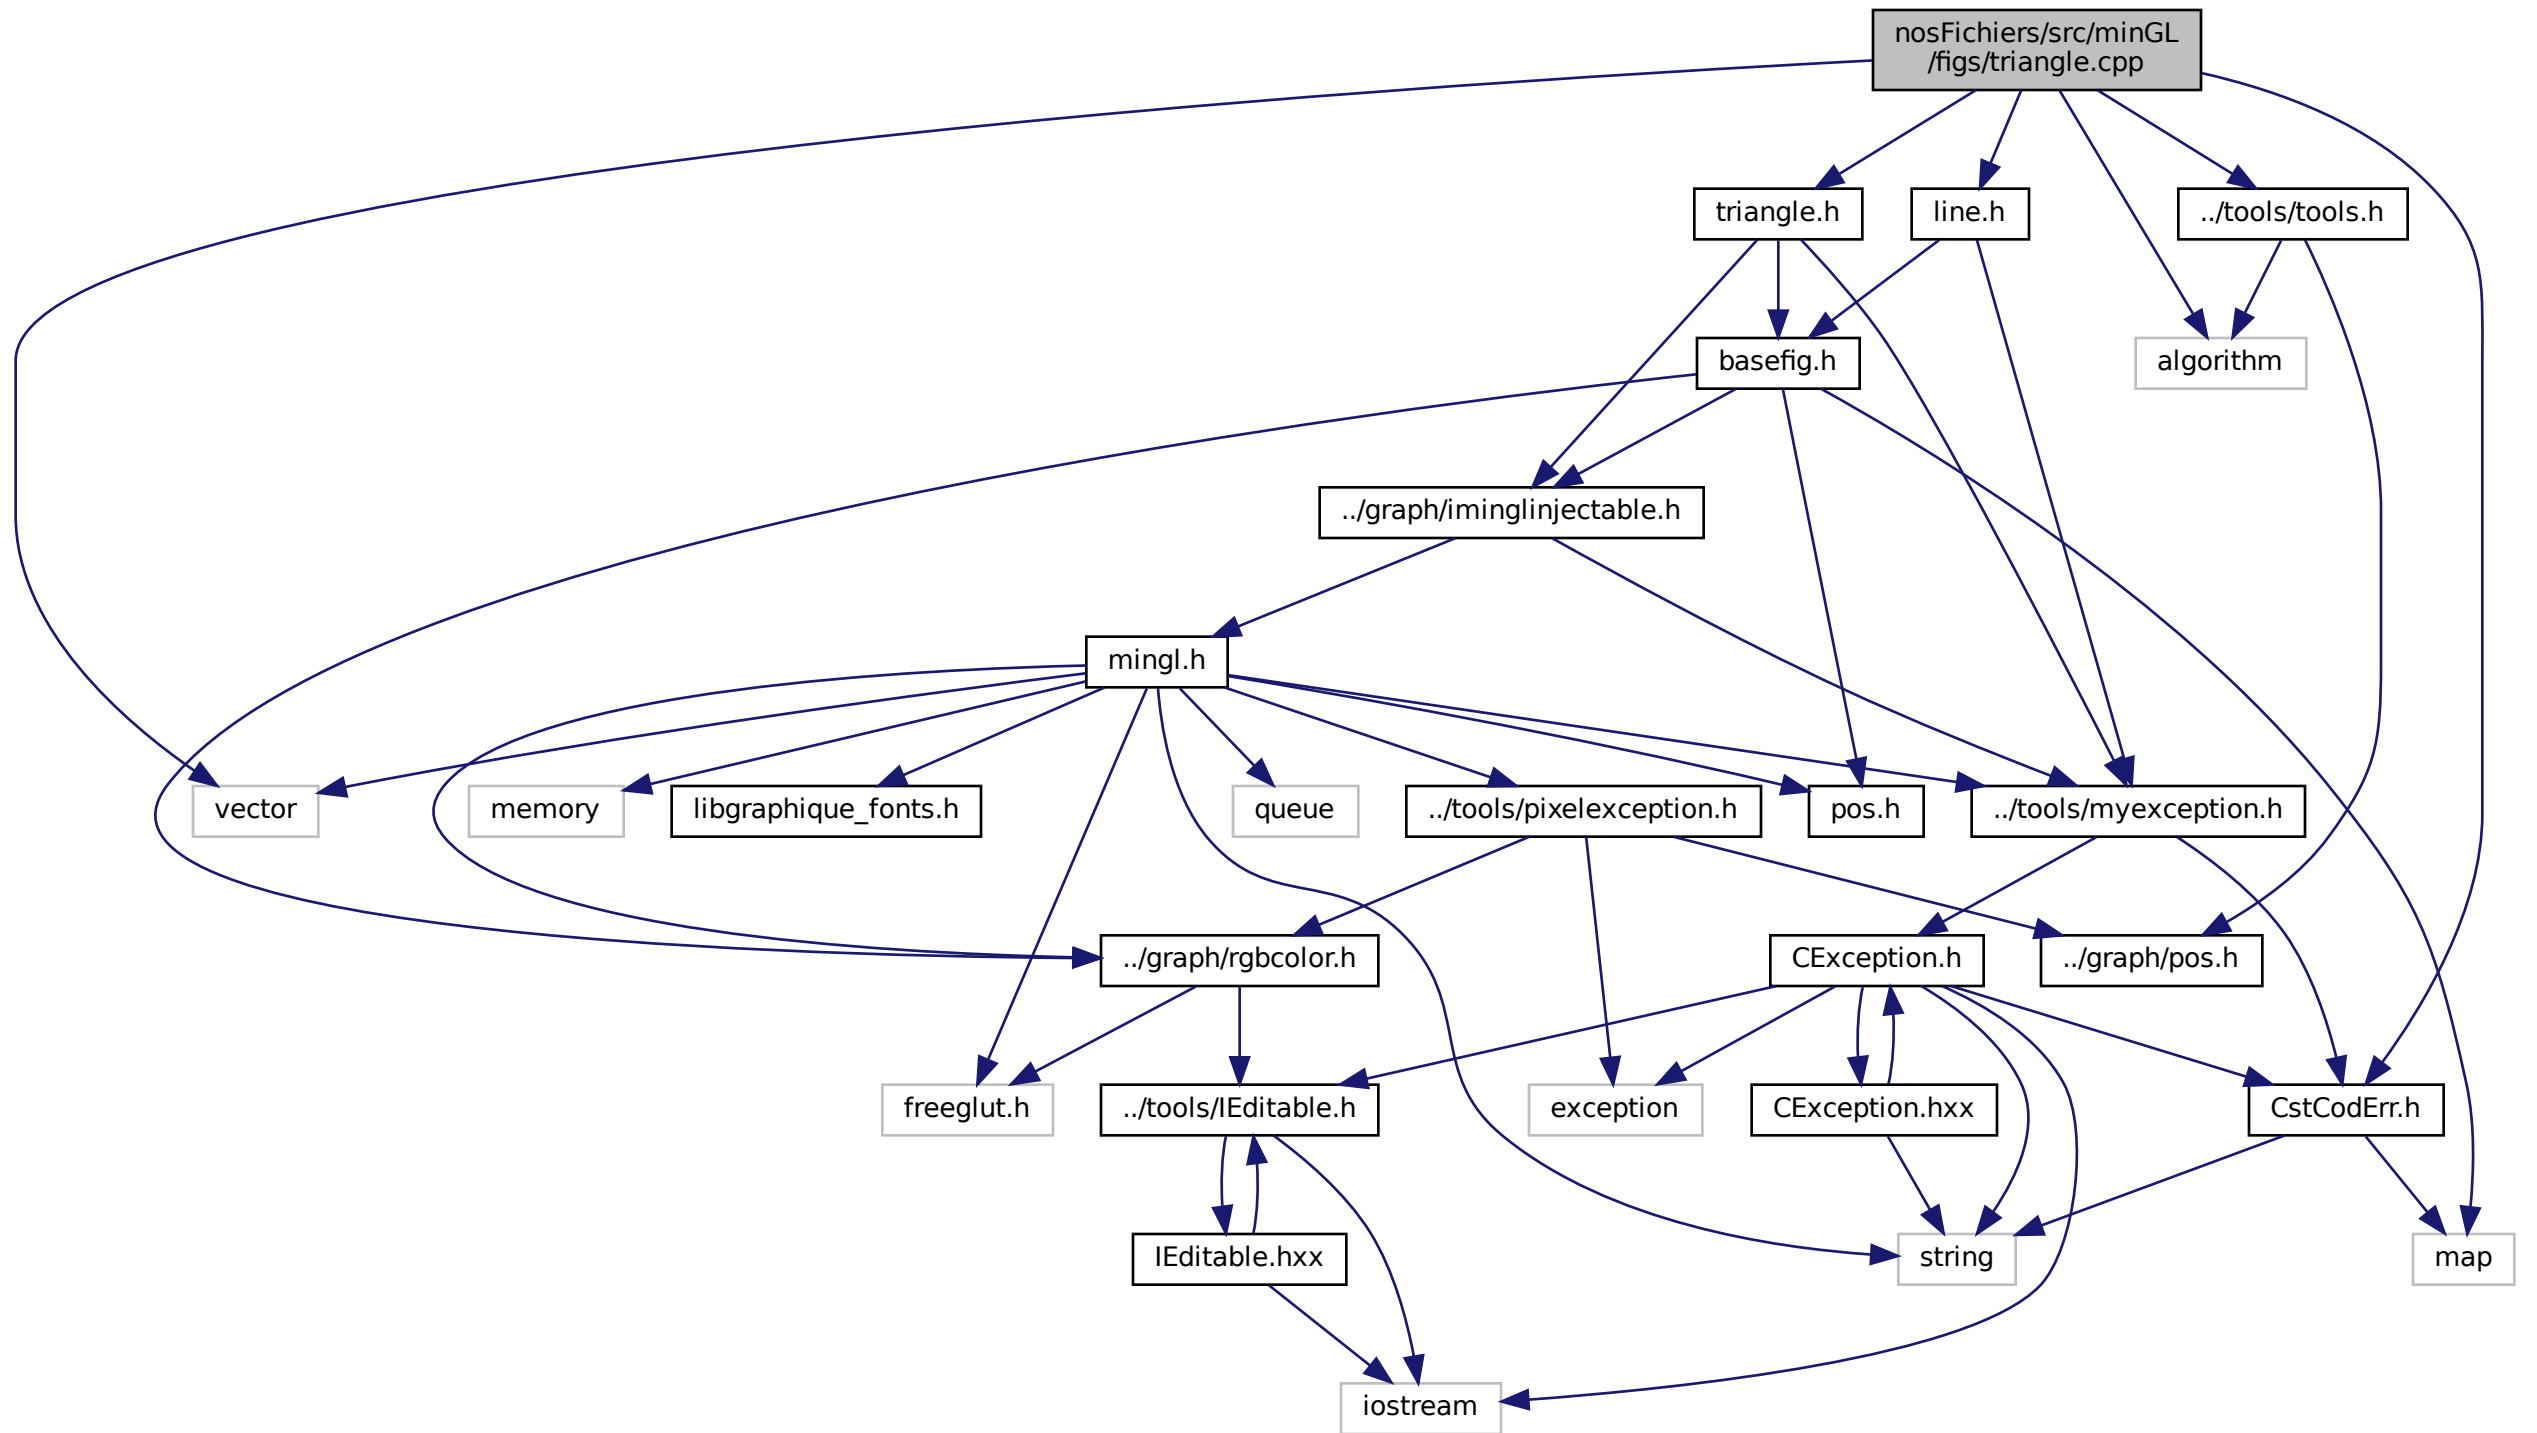 nosFichiers/src/minGL
/figs/triangle.cpp
triangle.h
line.h
../tools/tools.h
basefig.h
algorithm
../graph/iminglinjectable.h
mingl.h
vector
memory
libgraphique_fonts.h
queue
../tools/pixelexception.h
pos.h
../tools/myexception.h
../graph/rgbcolor.h
CException.h
../graph/pos.h
freeglut.h
../tools/IEditable.h
exception
CException.hxx
CstCodErr.h
IEditable.hxx
string
map
iostream